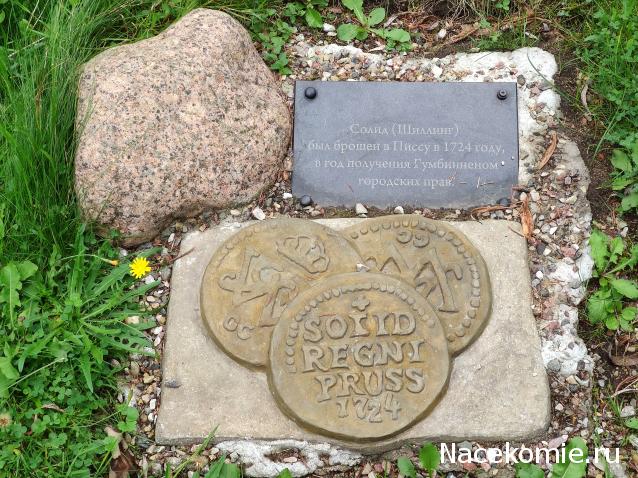 Солид (Шиллинг)
был брошен в Писсу в 1724 году,
в год получения Гумбинненом
городских прав.
SOLID
REGNI
PRUSS
1724
Nacekomie.ru